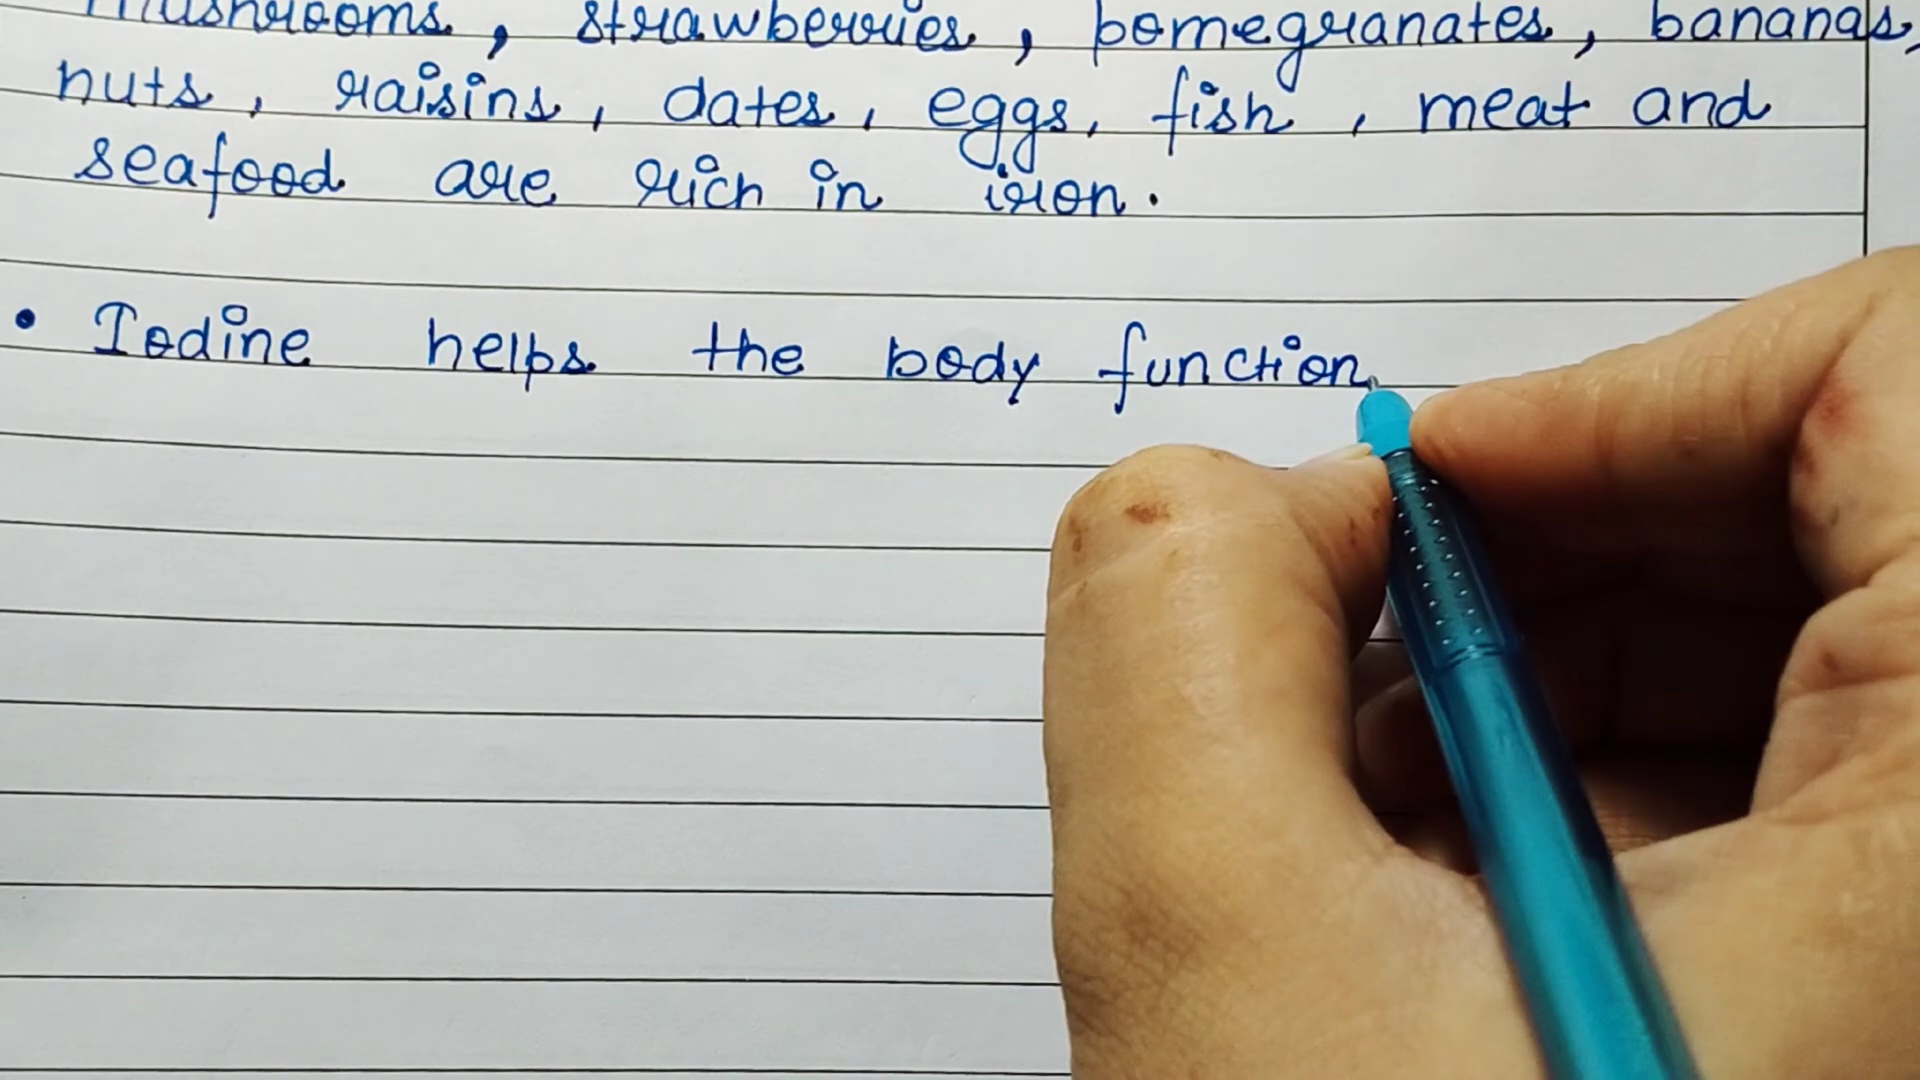 mushrooms, strawberries, pomegranates, bananas,
nuts, raisins, dates, eggs, fish, meat and
seafood are rich in iron.
• Iodine helps the body function